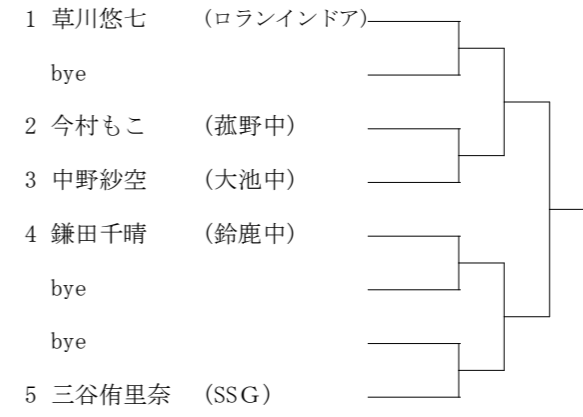 1 草川悠七 (ロランインドア)
bye
2 今村もこ (菰野中)
3 中野紗空 (大池中)
4 鎌田千晴 (鈴鹿中)
bye
bye
5 三谷侑里奈 (SSＧ)